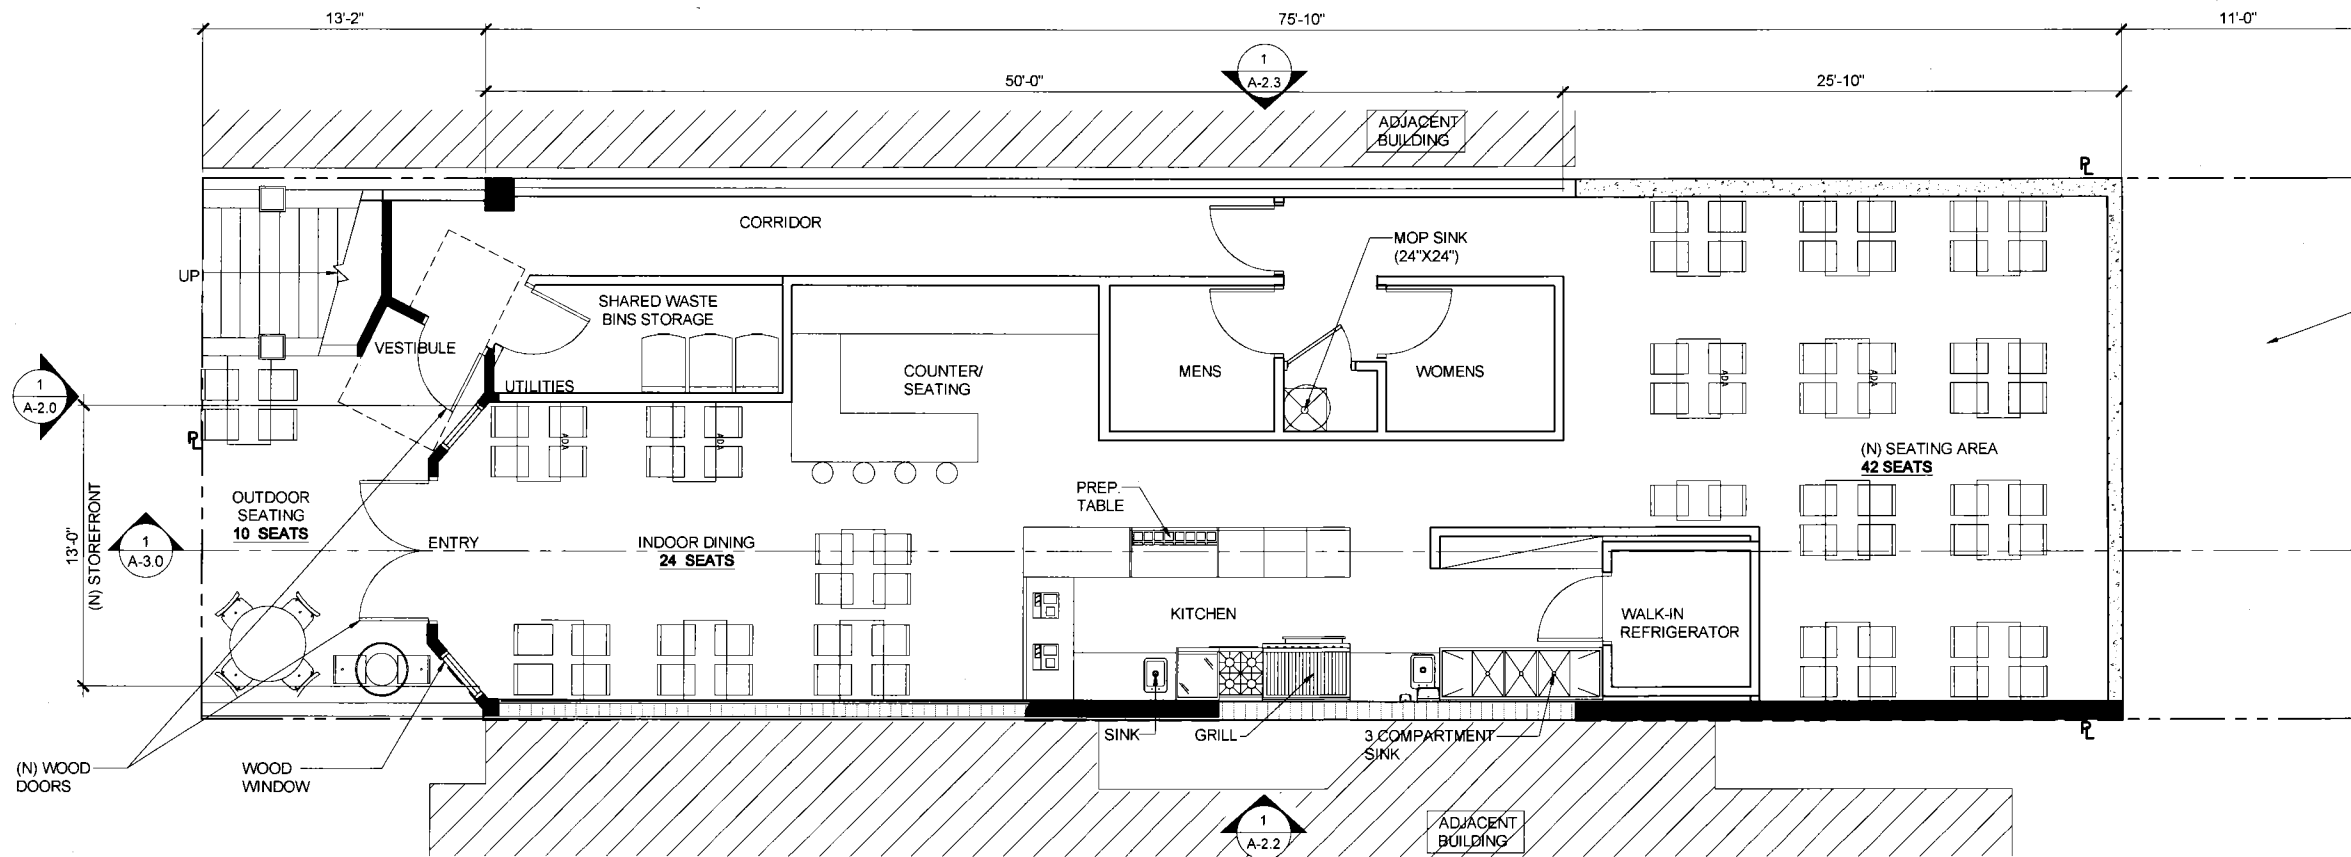 13'-2"
75'-10"
11'-0"
50'-0"
25'-10"
1
A-2.3
ADJACENT
BUILDING
PL
CORRIDOR
MOP SINK
(24"X24")
UP
SHARED WASTE
BINS STORAGE
VESTIBULE
UTILITIES
COUNTER/
SEATING
MENS
WOMENS
ADA
ADA
1
A-2.0
PL
ADA
ADA
(N) SEATING AREA
42 SEATS
PREP.
TABLE
OUTDOOR
SEATING
10 SEATS
13'-0"
(N) STOREFRONT
1
A-3.0
ENTRY
INDOOR DINING
24 SEATS
KITCHEN
WALK-IN
REFRIGERATOR
SINK
GRILL
3 COMPARTMENT
SINK
PL
(N) WOOD
DOORS
WOOD
WINDOW
1
A-2.2
ADJACENT
BUILDING